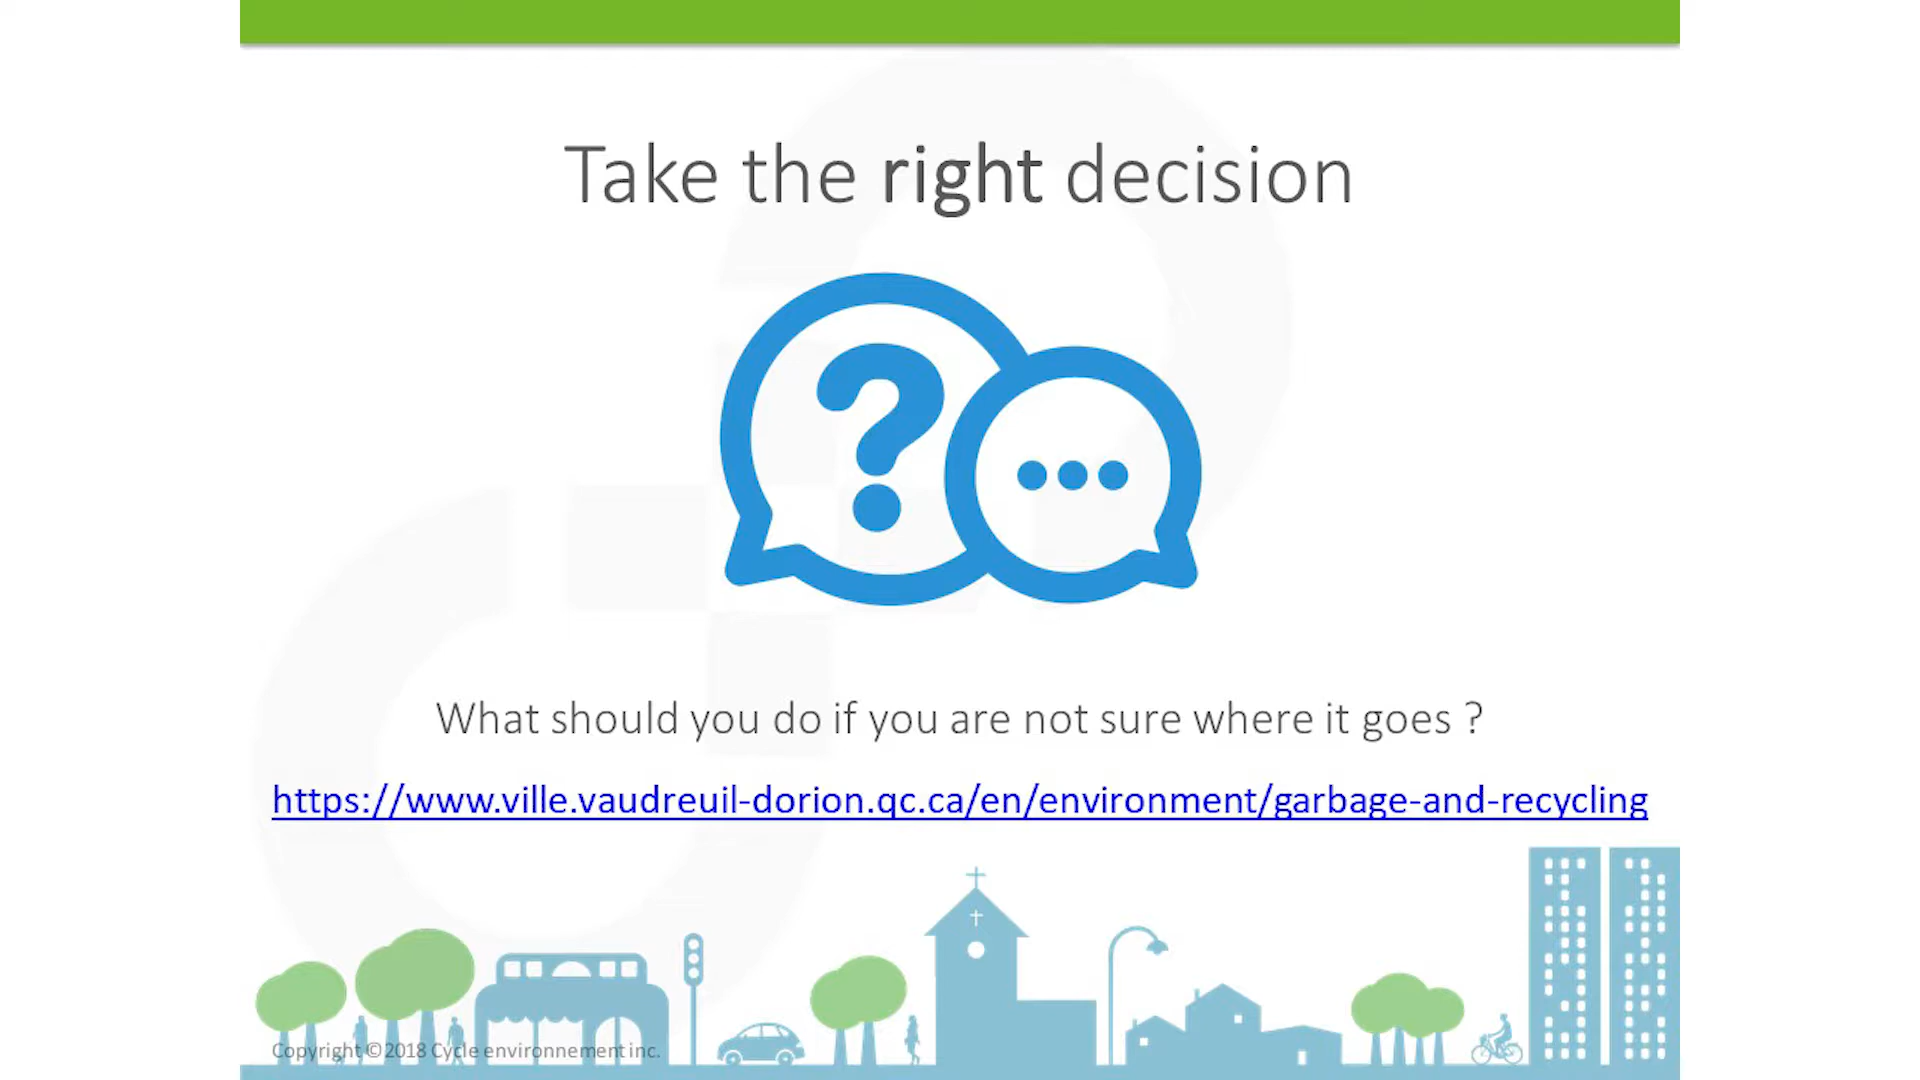 Take the right decision
What should you do if you are not sure where it goes ?
https://www.ville.vaudreuil-dorion.qc.ca/en/environment/garbage-and-recycling
Copyright ©2018 Cycle environnement inc.